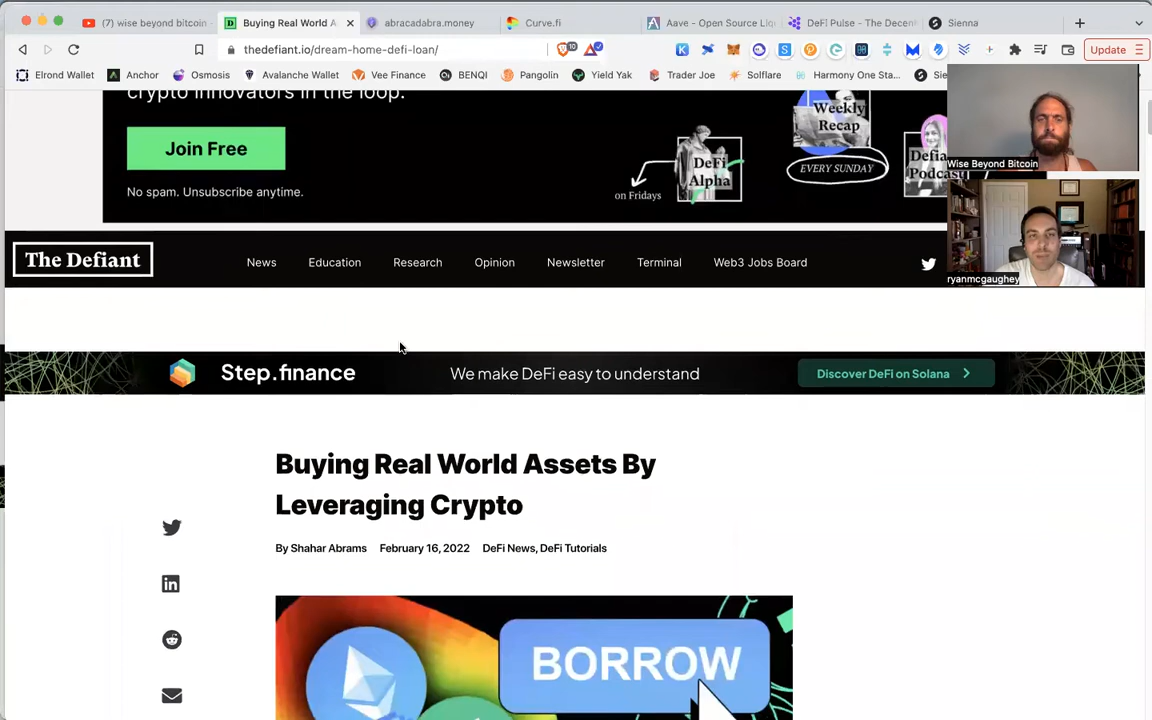 (7) wise beyond bitcoin -
Buying Real World A
abracadabra.money
Curve.fi
Aave - Open Source Liq
DeFi Pulse - The Decent
Sienna
thedefiant.io/dream-home-defi-loan/
10
Update
Elrond Wallet
Anchor
Osmosis
Avalanche Wallet
Vee Finance
BENQI
Pangolin
Yield Yak
Trader Joe
Solflare
Harmony One Sta...
Sie
crypto innovators in the loop.
Join Free
No spam. Unsubscribe anytime.
on Fridays
DeFi
Alpha
Weekly
Recap
EVERY SUNDAY
Defia
Podcast
Wise Beyond Bitcoin
ryanmcgaughey
The Defiant
News
Education
Research
Opinion
Newsletter
Terminal
Web3 Jobs Board
Step.finance
We make DeFi easy to understand
Discover DeFi on Solana
Buying Real World Assets By
Leveraging Crypto
By Shahar Abrams February 16, 2022 DeFi News, DeFi Tutorials
BORROW